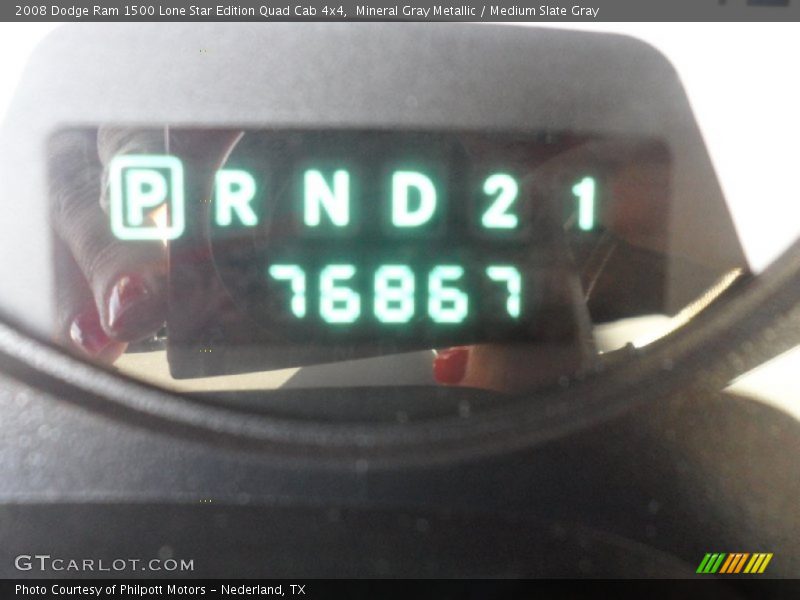 2008 Dodge Ram 1500 Lone Star Edition Quad Cab 4x4,  Mineral Gray Metallic / Medium Slate Gray
P R N D 2 1
76867
GTCARLOT.COM
Photo Courtesy of Philpott Motors - Nederland, TX